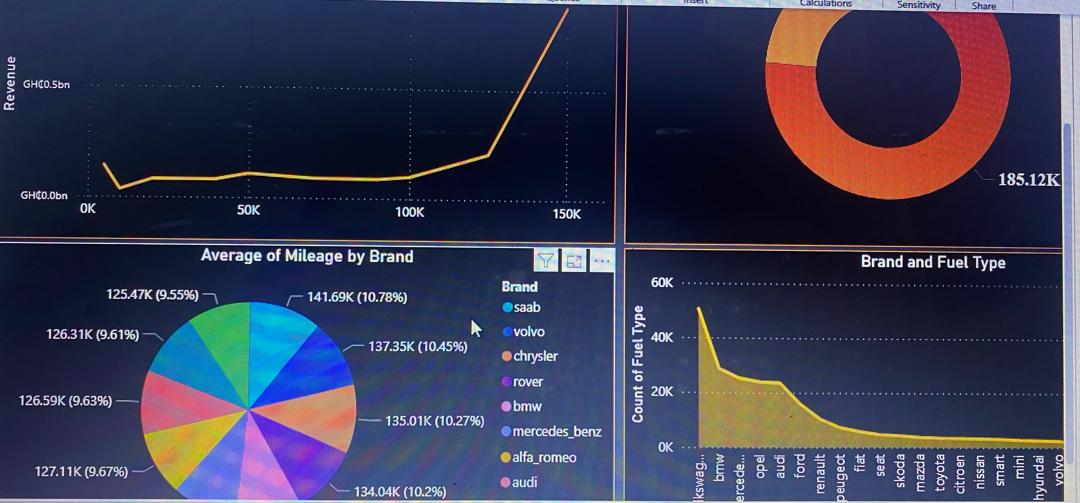 Insert
Calculations
Sensitivity
Share
Revenue
GH₵0.5bn
GH₵0.0bn
0K
50K
100K
150K
185.12K
Average of Mileage by Brand
125.47K (9.55%)
141.69K (10.78%)
126.31K (9.61%)
137.35K (10.45%)
126.59K (9.63%)
135.01K (10.27%)
127.11K (9.67%)
134.04K (10.2%)
Brand
saab
volvo
chrysler
rover
bmw
mercedes_benz
alfa_romeo
audi
Brand and Fuel Type
Count of Fuel Type
60K
40K
20K
0K
lkswag...
bmw
ercede...
opel
audi
ford
renault
peugeot
fiat
seat
skoda
mazda
toyota
citroen
nissan
smart
mini
hyundai
volvo